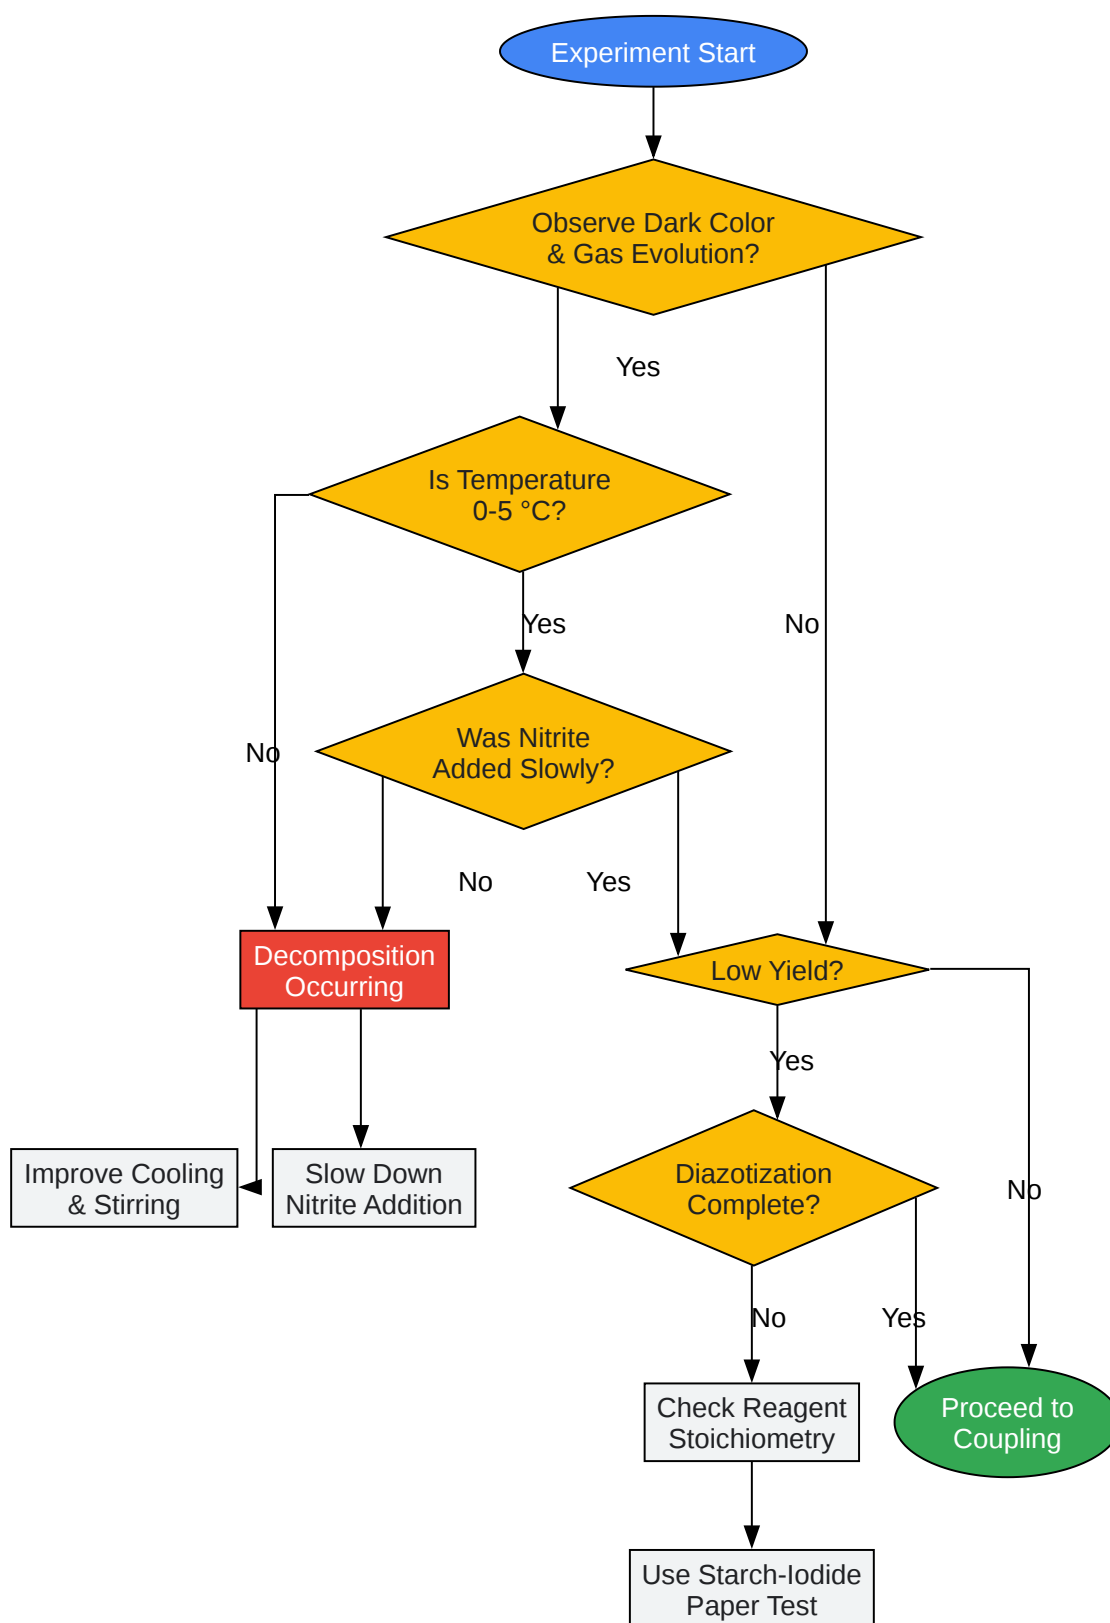 Experiment Start
Observe Dark Color
& Gas Evolution?
Yes
Is Temperature
0-5 °C?
Yes
No
Was Nitrite
Added Slowly?
No
No
Yes
Decomposition
Occurring
Low Yield?
Yes
Improve Cooling
& Stirring
Slow Down
Nitrite Addition
Diazotization
Complete?
No
No
Yes
Check Reagent
Stoichiometry
Proceed to
Coupling
Use Starch-Iodide
Paper Test